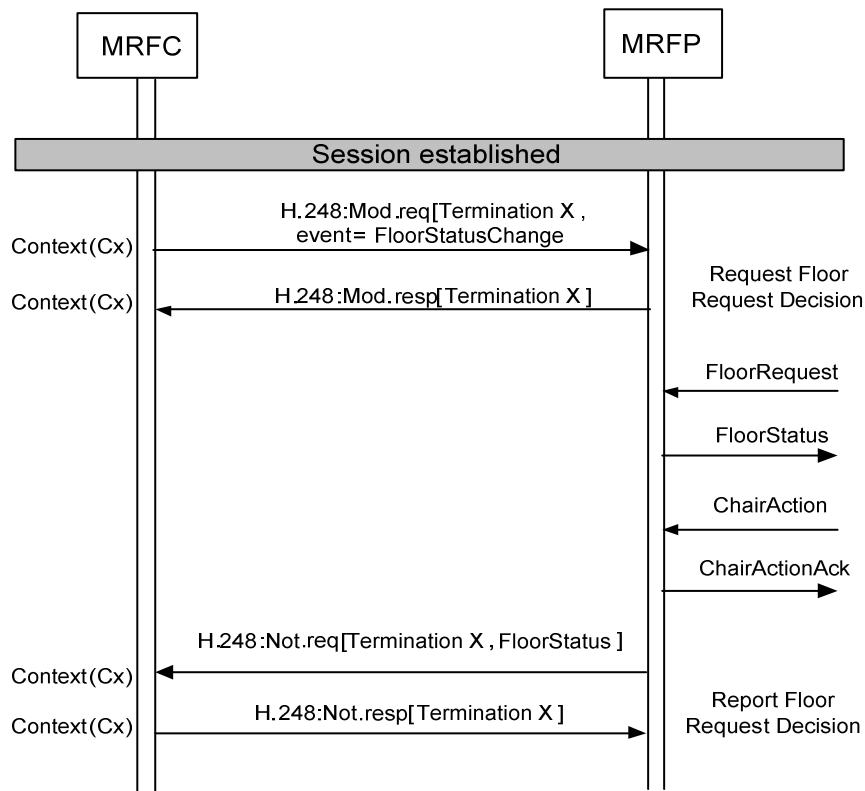 MRFC
MRFP
Session established
H.248:Mod.req[Termination X ,
event= FloorStatusChange
Context(Cx)
H.248:Mod.resp[Termination X ]
Context(Cx)
Request Floor
Request Decision
FloorRequest
FloorStatus
ChairAction
ChairActionAck
H.248:Not.req[Termination X , FloorStatus ]
Context(Cx)
H.248:Not.resp[Termination X ]
Context(Cx)
Report Floor
Request Decision